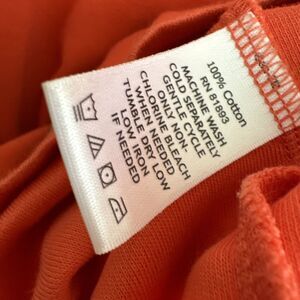 100% Cotton
RN 81893
MACHINE WASH
COLD SEPARATELY
GENTLE CYCLE
ONLY NON-
CHLORINE BLEACH
WHEN NEEDED
TUMBLE DRY LOW
LOW IRON
IF NEEDED